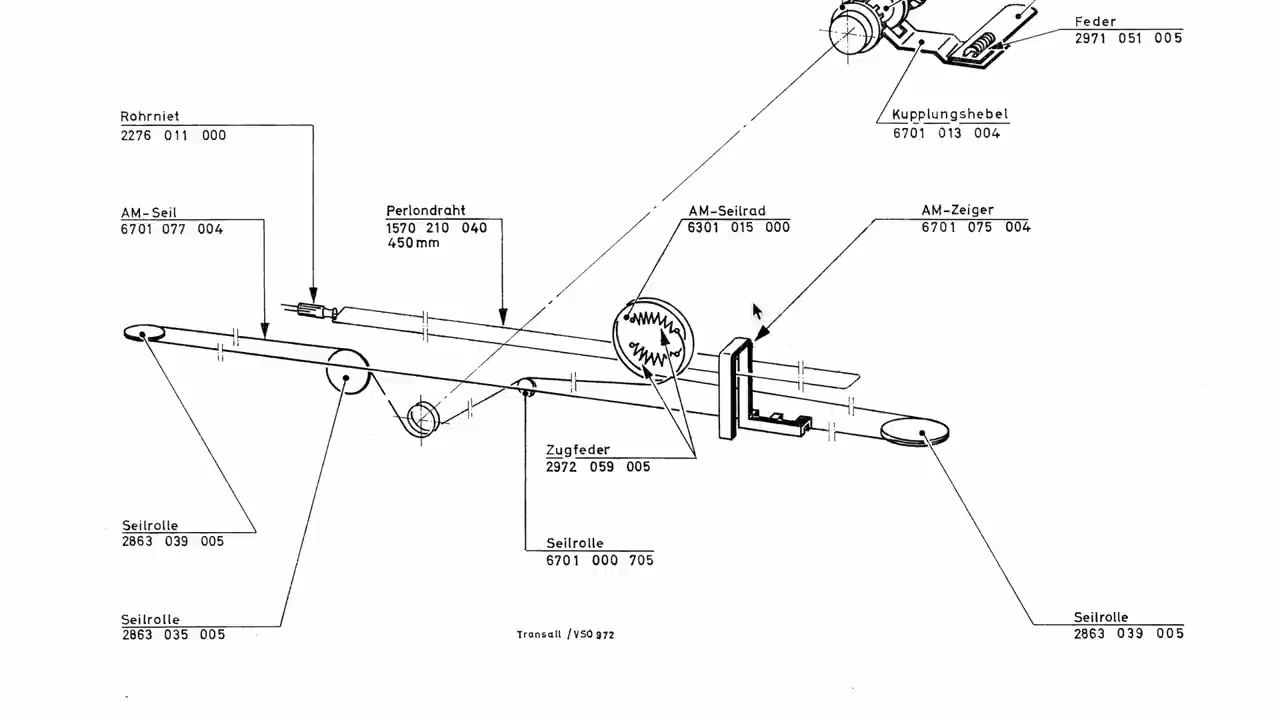 Feder
2971 051 005
Rohrniet
2276 011 000
Kupplungshebel
6701 013 004
AM-Seil
6701 077 004
Perlondraht
1570 210 040
450mm
AM-Seilrad
6301 015 000
AM-Zeiger
6701 075 004
Zugfeder
2972 059 005
Seilrolle
2863 039 005
Seilrolle
6701 000 705
Seilrolle
2863 035 005
Transall / VSO 972
Seilrolle
2863 039 005